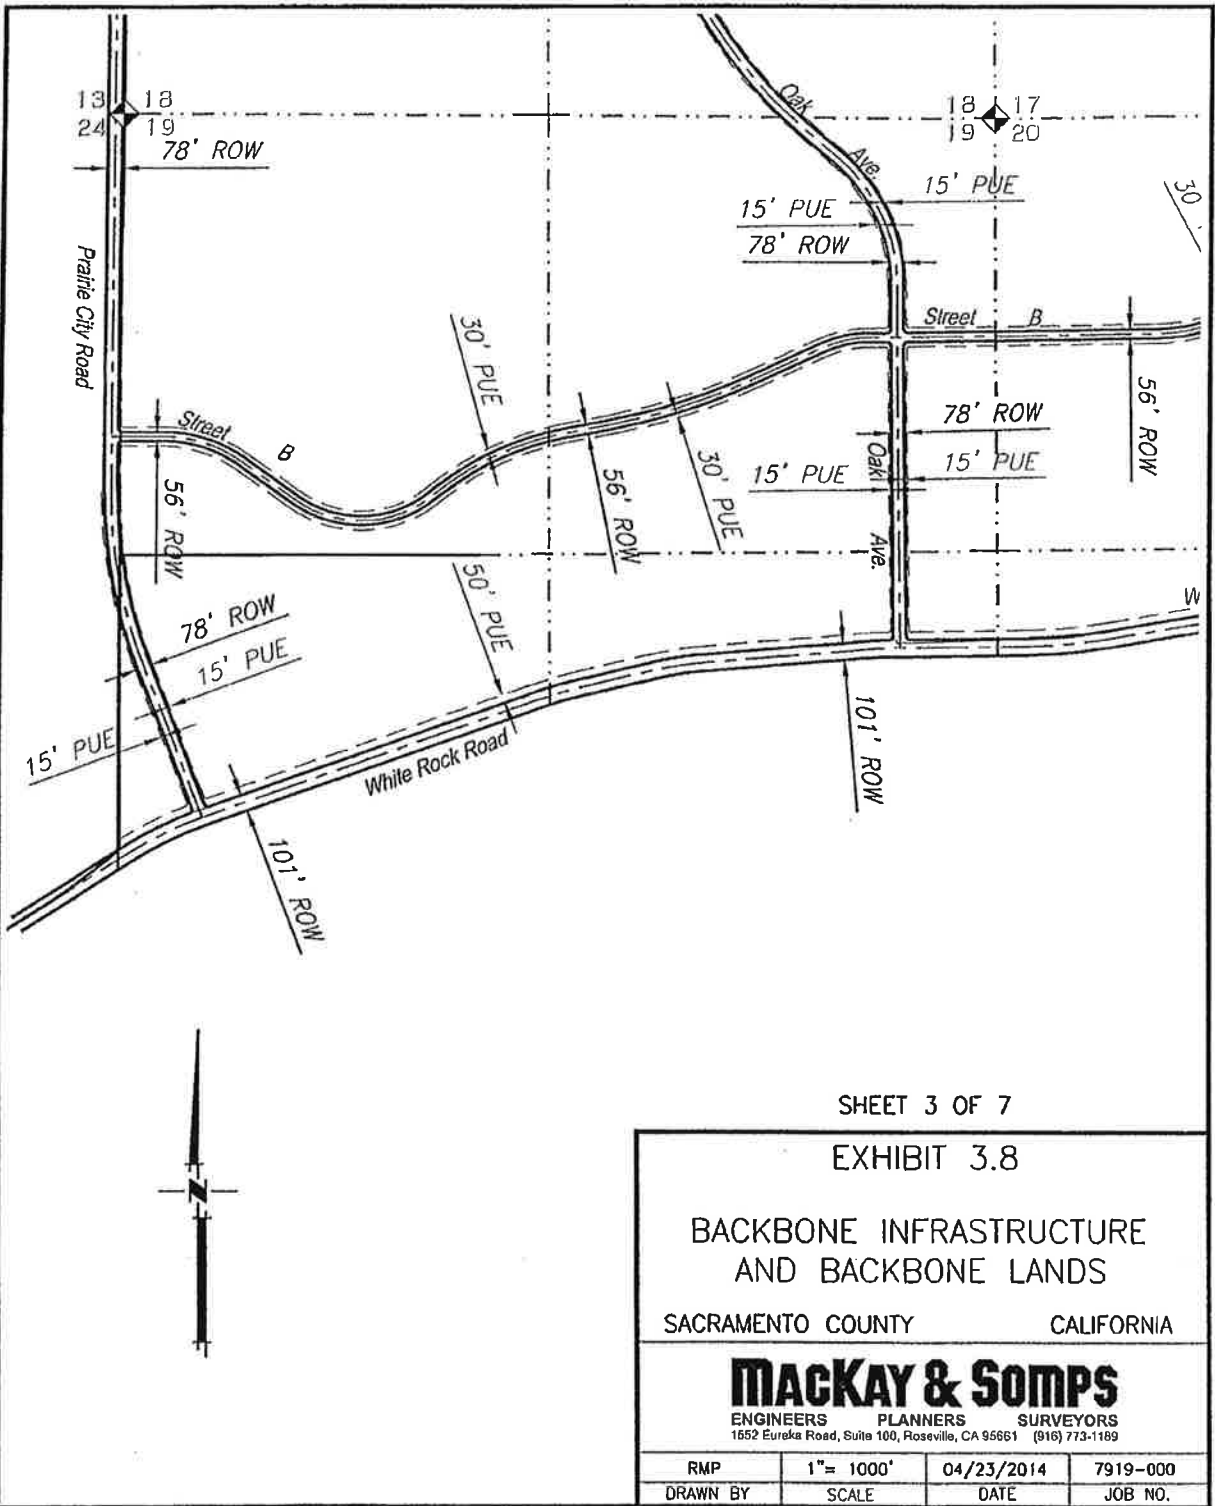 13 18
24 19
78' ROW
Oak
Ave.
18 17
19 20
15' PUE
15' PUE
78' ROW
30
Prairie City Road
30' PUE
Street B
56' ROW
Street B
56' ROW
56' ROW
30' PUE
78' ROW
15' PUE
15' PUE
Oak
Ave.
50' PUE
78' ROW
15' PUE
15' PUE
W
101' ROW
White Rock Road
101' ROW
N
SHEET 3 OF 7
EXHIBIT 3.8
BACKBONE INFRASTRUCTURE
AND BACKBONE LANDS
SACRAMENTO COUNTY CALIFORNIA
MACKAY & SOMPS
ENGINEERS PLANNERS SURVEYORS
1552 Eureka Road, Suite 100, Roseville, CA 95661 (916) 773-1189
RMP 1"= 1000' 04/23/2014 7919-000
DRAWN BY SCALE DATE JOB NO.